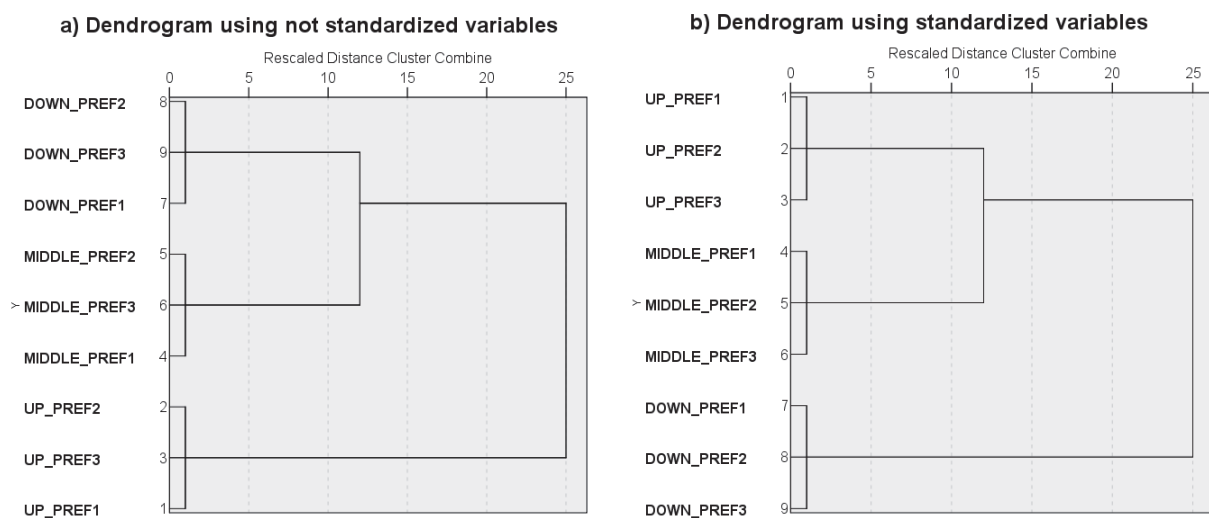 a) Dendrogram using not standardized variables
Rescaled Distance Cluster Combine
0 5 10 15 20 25
DOWN_PREF2 8
DOWN_PREF3 9
DOWN_PREF1 7
MIDDLE_PREF2 5
Y MIDDLE_PREF3 6
MIDDLE_PREF1 4
UP_PREF2 2
UP_PREF3 3
UP_PREF1 1
b) Dendrogram using standardized variables
Rescaled Distance Cluster Combine
0 5 10 15 20 25
UP_PREF1 1
UP_PREF2 2
UP_PREF3 3
MIDDLE_PREF1 4
Y MIDDLE_PREF2 5
MIDDLE_PREF3 6
DOWN_PREF1 7
DOWN_PREF2 8
DOWN_PREF3 9